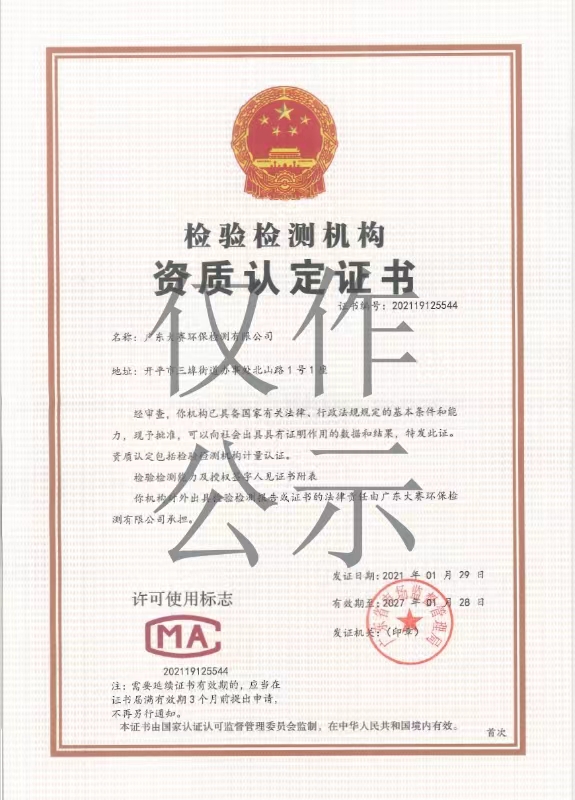 检验检测机构
资质认定证书
证书编号：202119125544
名称：广东大赛环保检测有限公司
地址：开平市三埠街道办事处北山路1号1座
经审查，你机构已具备国家有关法律、行政法规规定的基本条件和能
力，现予批准，可以向社会出具具有证明作用的数据和结果，特发此证。
资质认定包括检验检测机构计量认证。
检验检测能力及授权签字人见证书附表
你机构对外出具检验检测报告或证书的法律责任由广东大赛环保检
测有限公司承担。
仅作
公示
发证日期：2021 年 01 月 29 日
有效期至：2027 年 01 月 28 日
发证机关：（印章）
广东省市场监督管理局
许可使用标志
MA
202119125544
注：需要延续证书有效期的，应当在
证书届满有效期3个月前提出申请，
不再另行通知。
本证书由国家认证认可监督管理委员会监制，在中华人民共和国境内有效。
首次